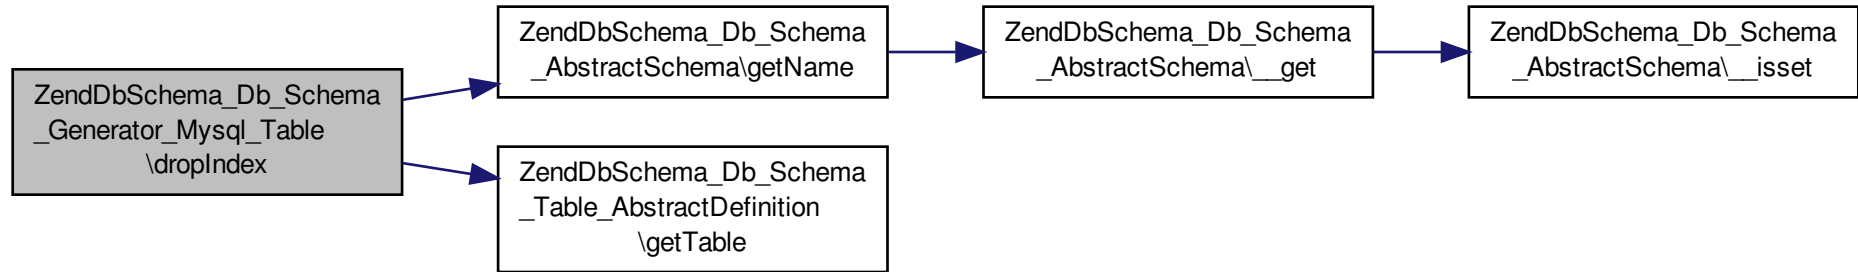 ZendDbSchema_Db_Schema
_Generator_Mysql_Table
\dropIndex
ZendDbSchema_Db_Schema
_AbstractSchema\getName
ZendDbSchema_Db_Schema
_AbstractSchema\__get
ZendDbSchema_Db_Schema
_AbstractSchema\__isset
ZendDbSchema_Db_Schema
_Table_AbstractDefinition
\getTable